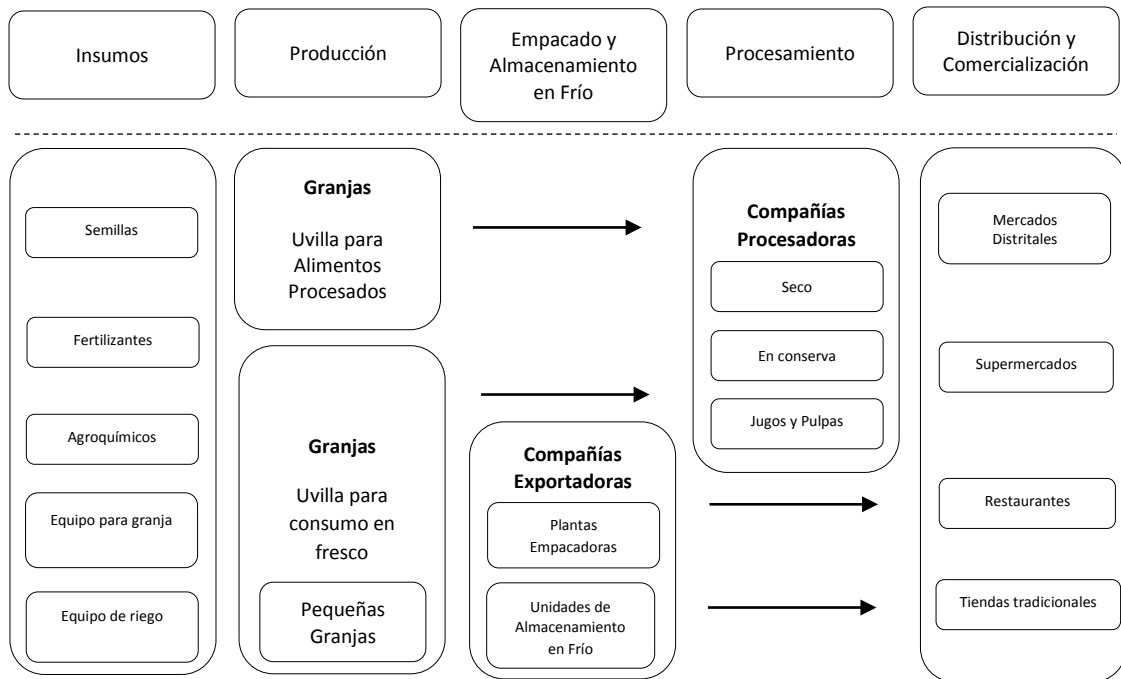 Insumos
Producción
Empacado y
Almacenamiento
en Frío
Procesamiento
Distribución y
Comercialización
Semillas
Fertilizantes
Agroquímicos
Equipo para granja
Equipo de riego
Granjas
Uvilla para
Alimentos
Procesados
Granjas
Uvilla para
consumo en
fresco
Pequeñas
Granjas
Compañías
Exportadoras
Plantas
Empacadoras
Unidades de
Almacenamiento
en Frío
Compañías
Procesadoras
Seco
En conserva
Jugos y Pulpas
Mercados
Distritales
Supermercados
Restaurantes
Tiendas tradicionales